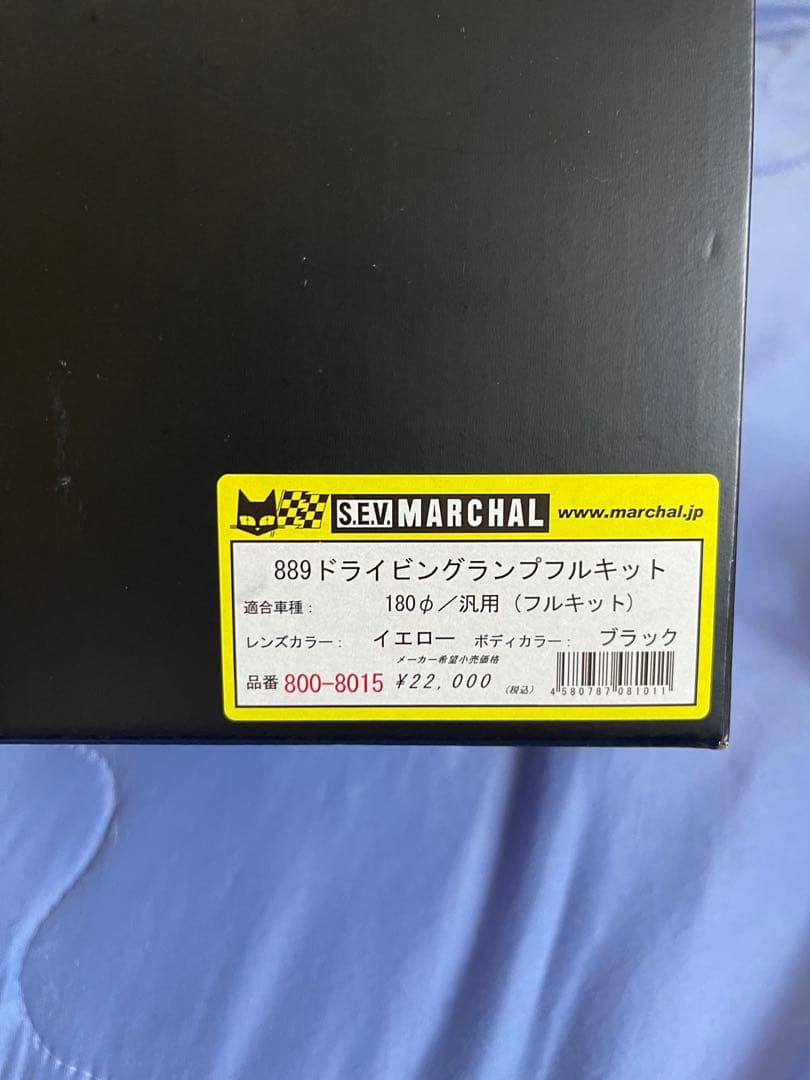 S.E.V. MARCHAL www.marchal.jp
889ドライビングランプフルキット
適合車種： 180φ／汎用（フルキット）
レンズカラー： イエロー ボディカラー： ブラック
メーカー希望小売価格
品番 800-8015 ¥22,000 （税込）
4 580787 081011